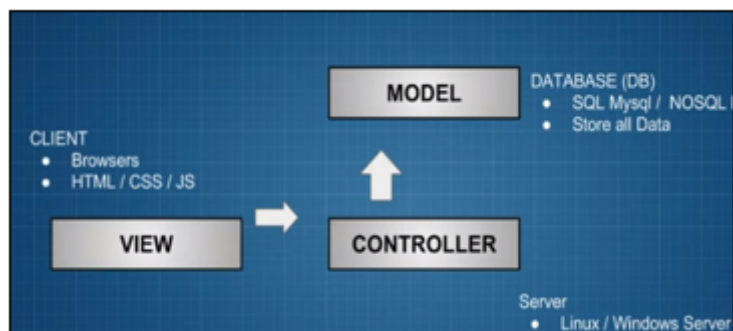 MODEL
DATABASE (DB)
● SQL Mysql / NOSQL
● Store all Data
CLIENT
● Browsers
● HTML / CSS / JS
VIEW
CONTROLLER
Server
● Linux / Windows Server